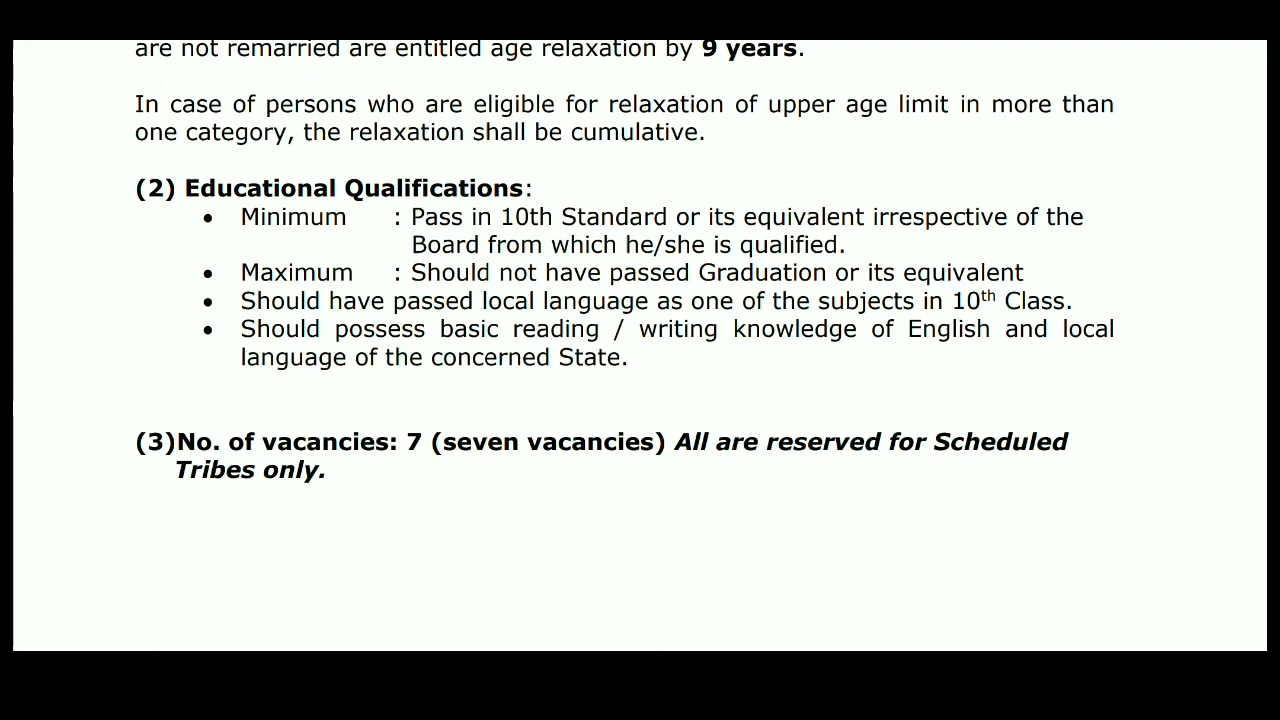 are not remarried are entitled age relaxation by 9 years.
In case of persons who are eligible for relaxation of upper age limit in more than
one category, the relaxation shall be cumulative.
(2) Educational Qualifications:
• Minimum : Pass in 10th Standard or its equivalent irrespective of the
Board from which he/she is qualified.
• Maximum : Should not have passed Graduation or its equivalent
• Should have passed local language as one of the subjects in 10th Class.
• Should possess basic reading / writing knowledge of English and local
language of the concerned State.
(3)No. of vacancies: 7 (seven vacancies) All are reserved for Scheduled
Tribes only.